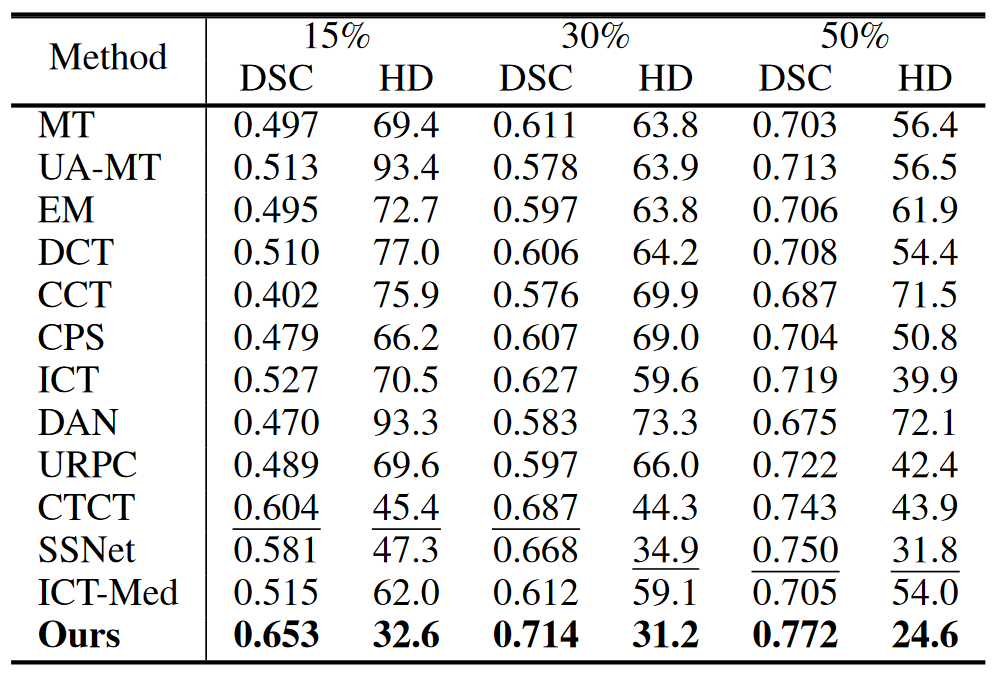 Method 15% 30% 50%
DSC HD DSC HD DSC HD
MT 0.497 69.4 0.611 63.8 0.703 56.4
UA-MT 0.513 93.4 0.578 63.9 0.713 56.5
EM 0.495 72.7 0.597 63.8 0.706 61.9
DCT 0.510 77.0 0.606 64.2 0.708 54.4
CCT 0.402 75.9 0.576 69.9 0.687 71.5
CPS 0.479 66.2 0.607 69.0 0.704 50.8
ICT 0.527 70.5 0.627 59.6 0.719 39.9
DAN 0.470 93.3 0.583 73.3 0.675 72.1
URPC 0.489 69.6 0.597 66.0 0.722 42.4
CTCT 0.604 45.4 0.687 44.3 0.743 43.9
SSNet 0.581 47.3 0.668 34.9 0.750 31.8
ICT-Med 0.515 62.0 0.612 59.1 0.705 54.0
Ours 0.653 32.6 0.714 31.2 0.772 24.6